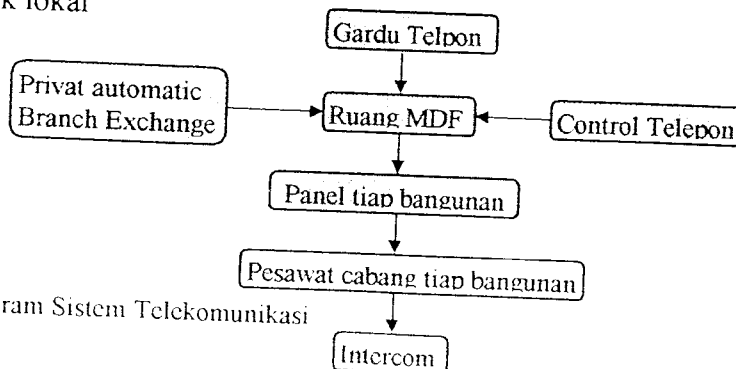 k lokal
Gardu Telpon
Privat automatic
Branch Exchange
Ruang MDF
Control Telepon
Panel tiap bangunan
Pesawat cabang tiap bangunan
ram Sistem Telekomunikasi
Intercom